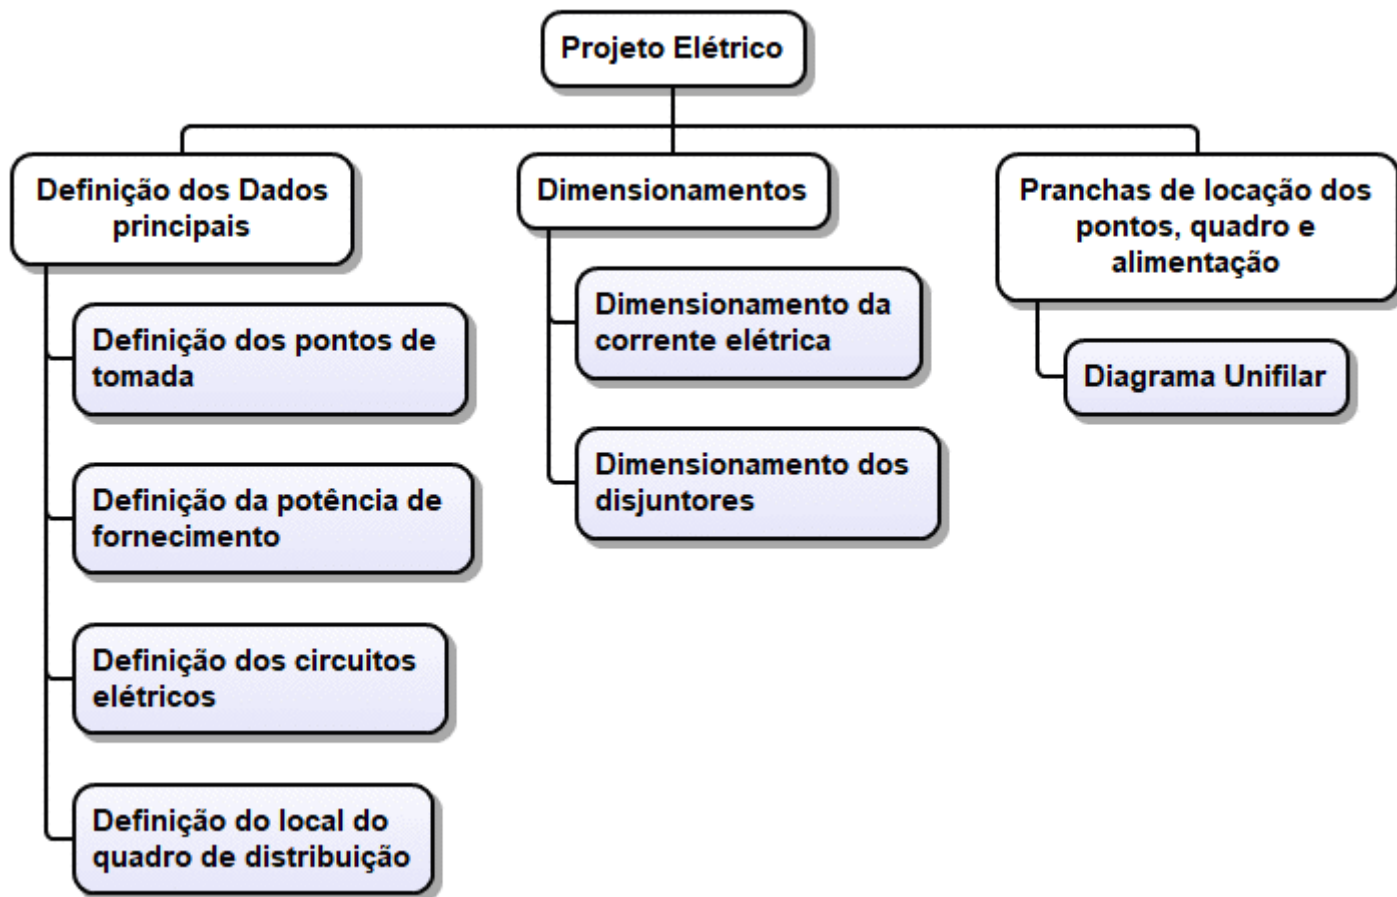 Projeto Elétrico
Definição dos Dados
principais
Definição dos pontos de
tomada
Definição da potência de
fornecimento
Definição dos circuitos
elétricos
Definição do local do
quadro de distribuição
Dimensionamentos
Dimensionamento da
corrente elétrica
Dimensionamento dos
disjuntores
Pranchas de locação dos
pontos, quadro e
alimentação
Diagrama Unifilar